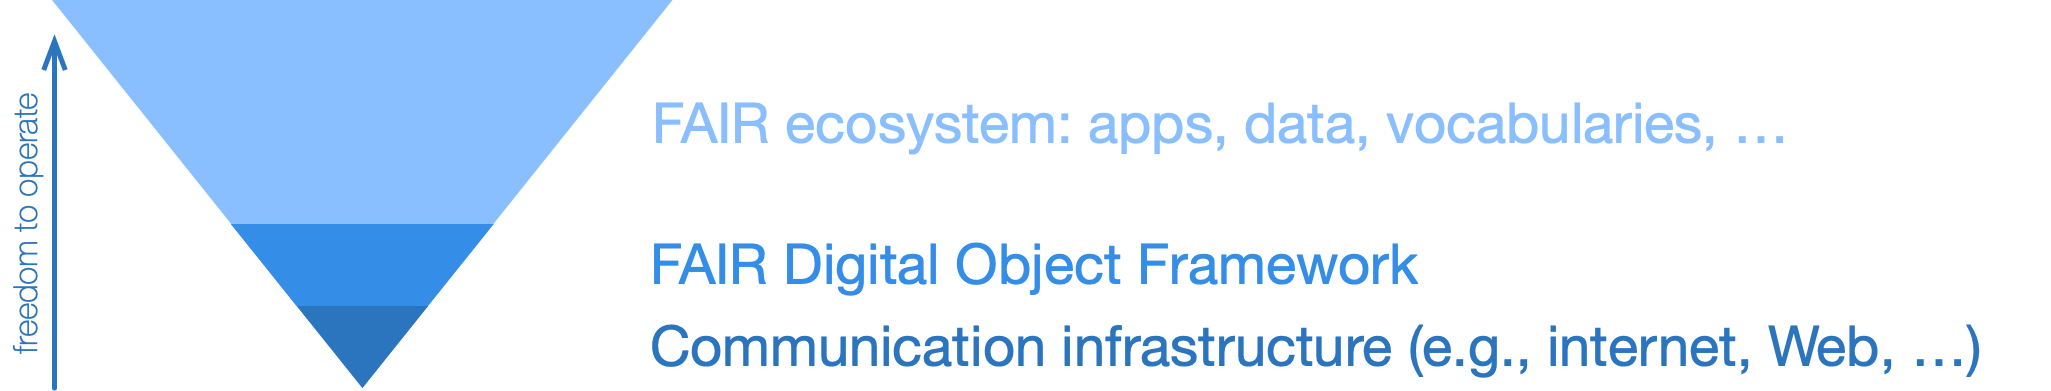 freedom to operate
FAIR ecosystem: apps, data, vocabularies, …
FAIR Digital Object Framework
Communication infrastructure (e.g., internet, Web, …)